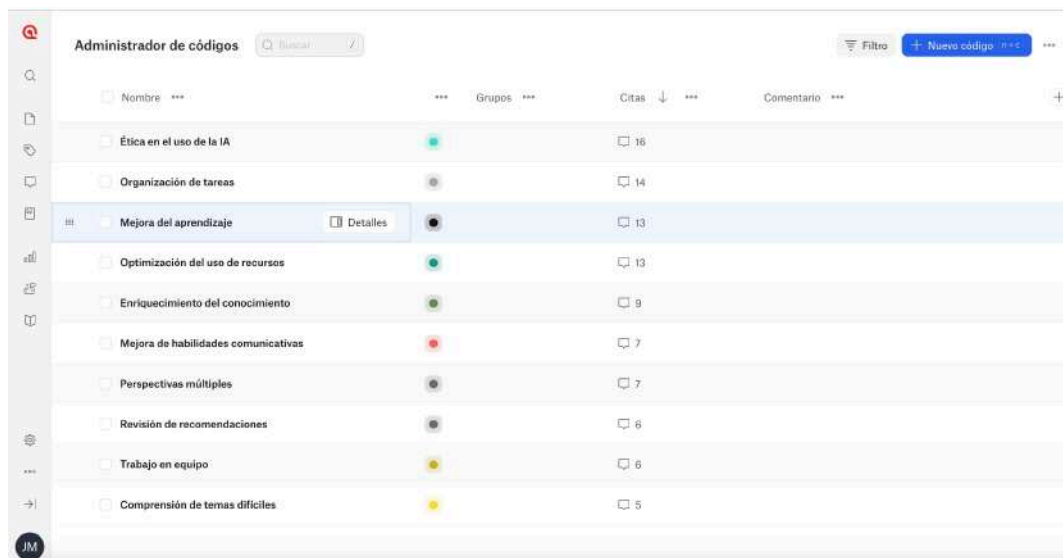 Administrador de códigos
Buscar /
Filtro
+ Nuevo código n+c
Nombre
Grupos
Citas
Comentario
Ética en el uso de la IA 16
Organización de tareas 14
Mejora del aprendizaje Detalles 13
Optimización del uso de recursos 13
Enriquecimiento del conocimiento 9
Mejora de habilidades comunicativas 7
Perspectivas múltiples 7
Revisión de recomendaciones 6
Trabajo en equipo 6
Comprensión de temas difíciles 5
JM